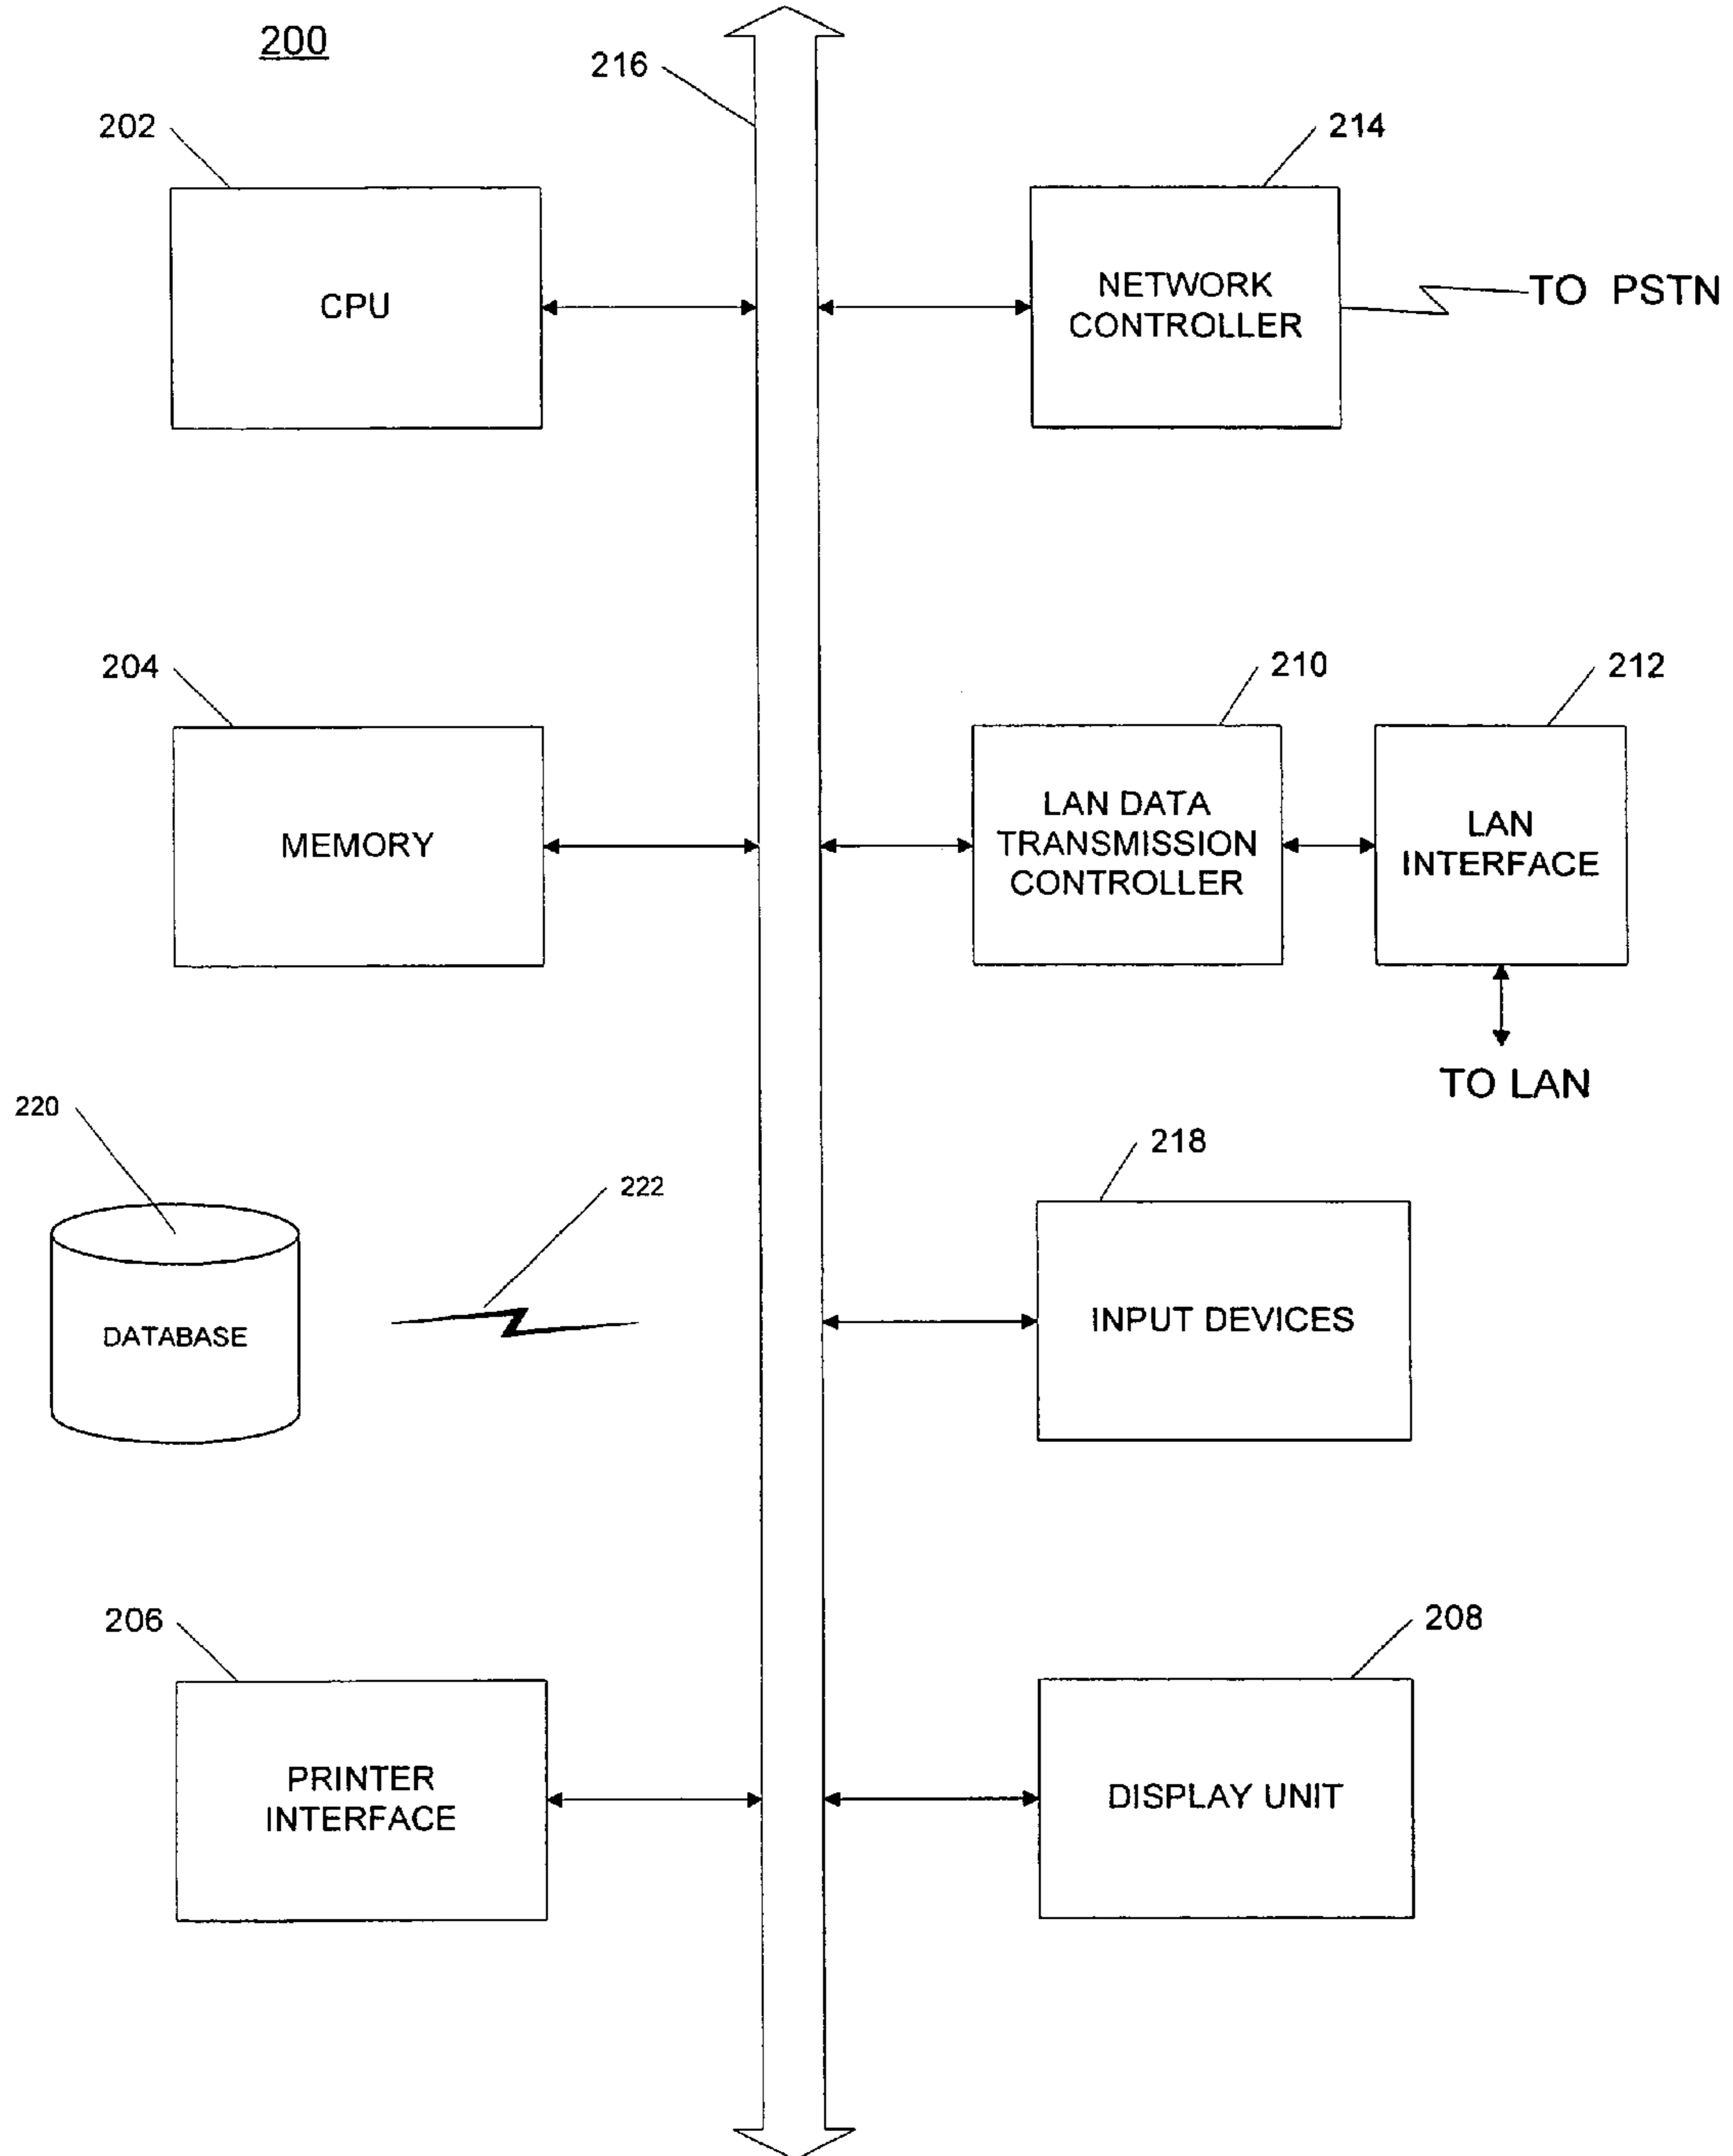 200
216
202
214
CPU
NETWORK
CONTROLLER
TO PSTN
204
210
212
MEMORY
LAN DATA
TRANSMISSION
CONTROLLER
LAN
INTERFACE
TO LAN
220
222
218
DATABASE
INPUT DEVICES
206
208
PRINTER
INTERFACE
DISPLAY UNIT